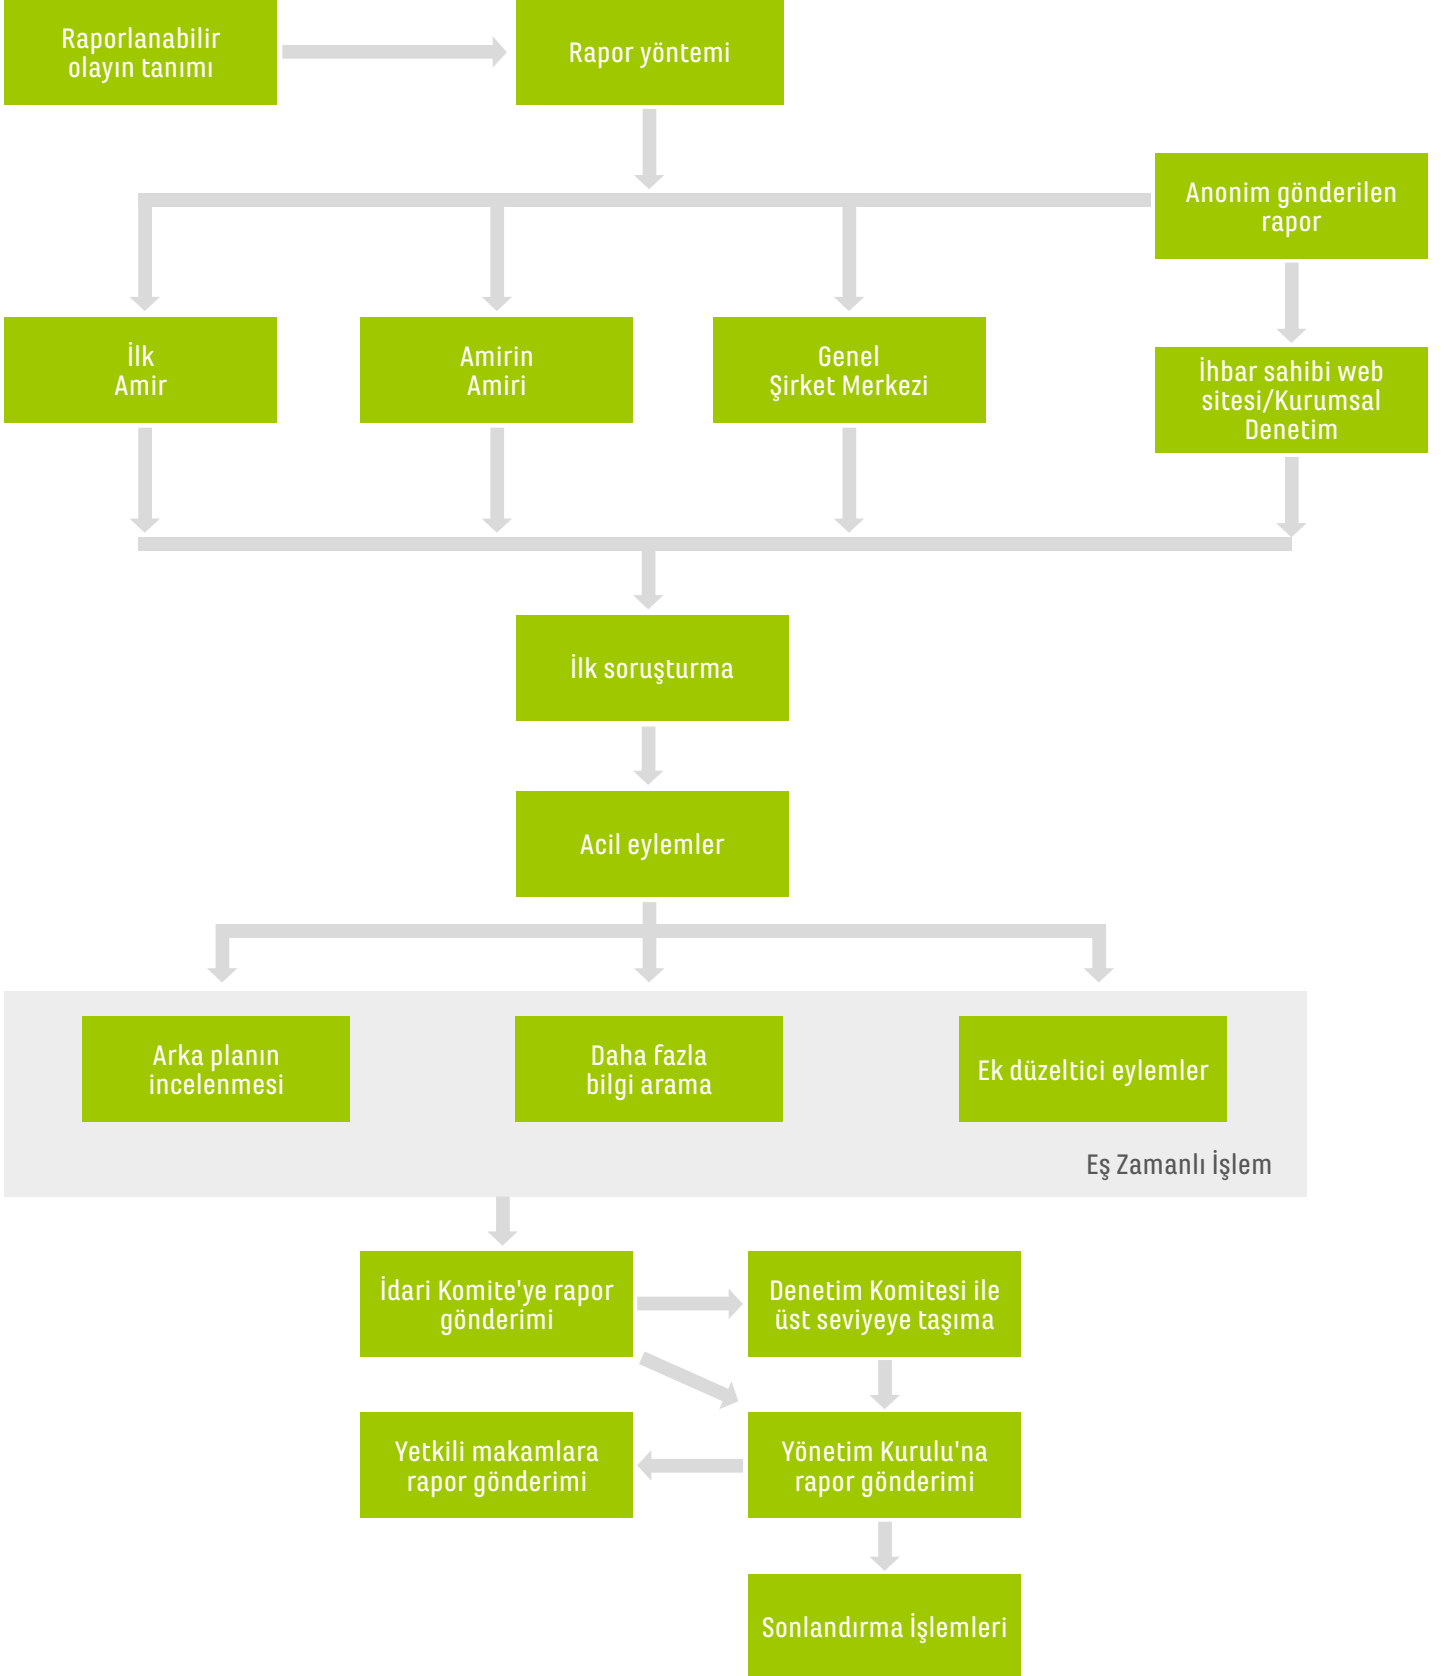 Raporlanabilir
olayın tanımı
Rapor yöntemi
Anonim gönderilen
rapor
İlk
Amir
Amirin
Amiri
Genel
Şirket Merkezi
İhbar sahibi web
sitesi/Kurumsal
Denetim
İlk soruşturma
Acil eylemler
Arka planın
incelenmesi
Daha fazla
bilgi arama
Ek düzeltici eylemler
Eş Zamanlı İşlem
İdari Komite'ye rapor
gönderimi
Denetim Komitesi ile
üst seviyeye taşıma
Yetkili makamlara
rapor gönderimi
Yönetim Kurulu'na
rapor gönderimi
Sonlandırma İşlemleri